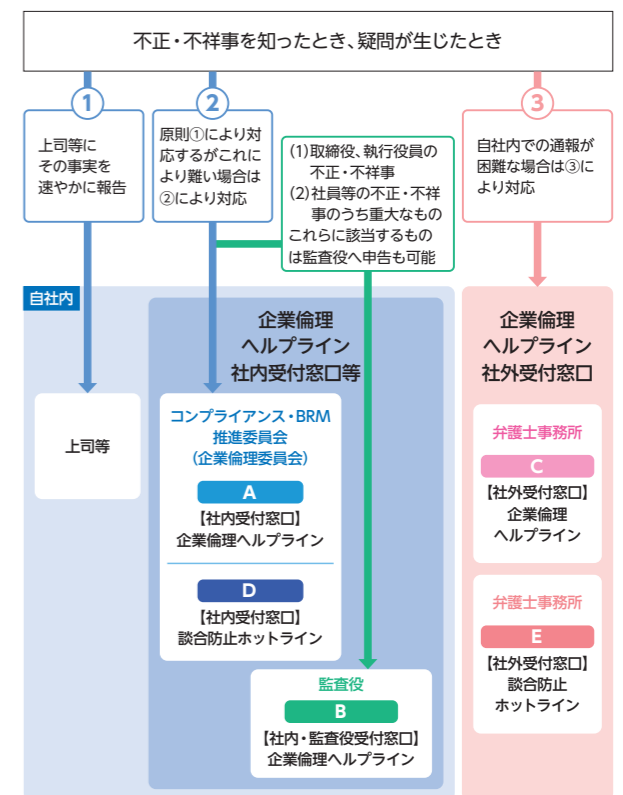 不正・不祥事を知ったとき、疑問が生じたとき
1
上司等に
その事実を
速やかに報告
2
原則①により対
応するがこれに
より難い場合は
②により対応
(1)取締役、執行役員の
不正・不祥事
(2)社員等の不正・不祥
事のうち重大なもの
これらに該当するもの
は監査役へ申告も可能
3
自社内での通報が
困難な場合は③に
より対応
自社内
上司等
企業倫理
ヘルプライン
社内受付窓口等
コンプライアンス・BRM
推進委員会
(企業倫理委員会)
A
【社内受付窓口】
企業倫理ヘルプライン
D
【社内受付窓口】
談合防止ホットライン
監査役
B
【社内・監査役受付窓口】
企業倫理ヘルプライン
企業倫理
ヘルプライン
社外受付窓口
弁護士事務所
C
【社外受付窓口】
企業倫理
ヘルプライン
弁護士事務所
E
【社外受付窓口】
談合防止
ホットライン